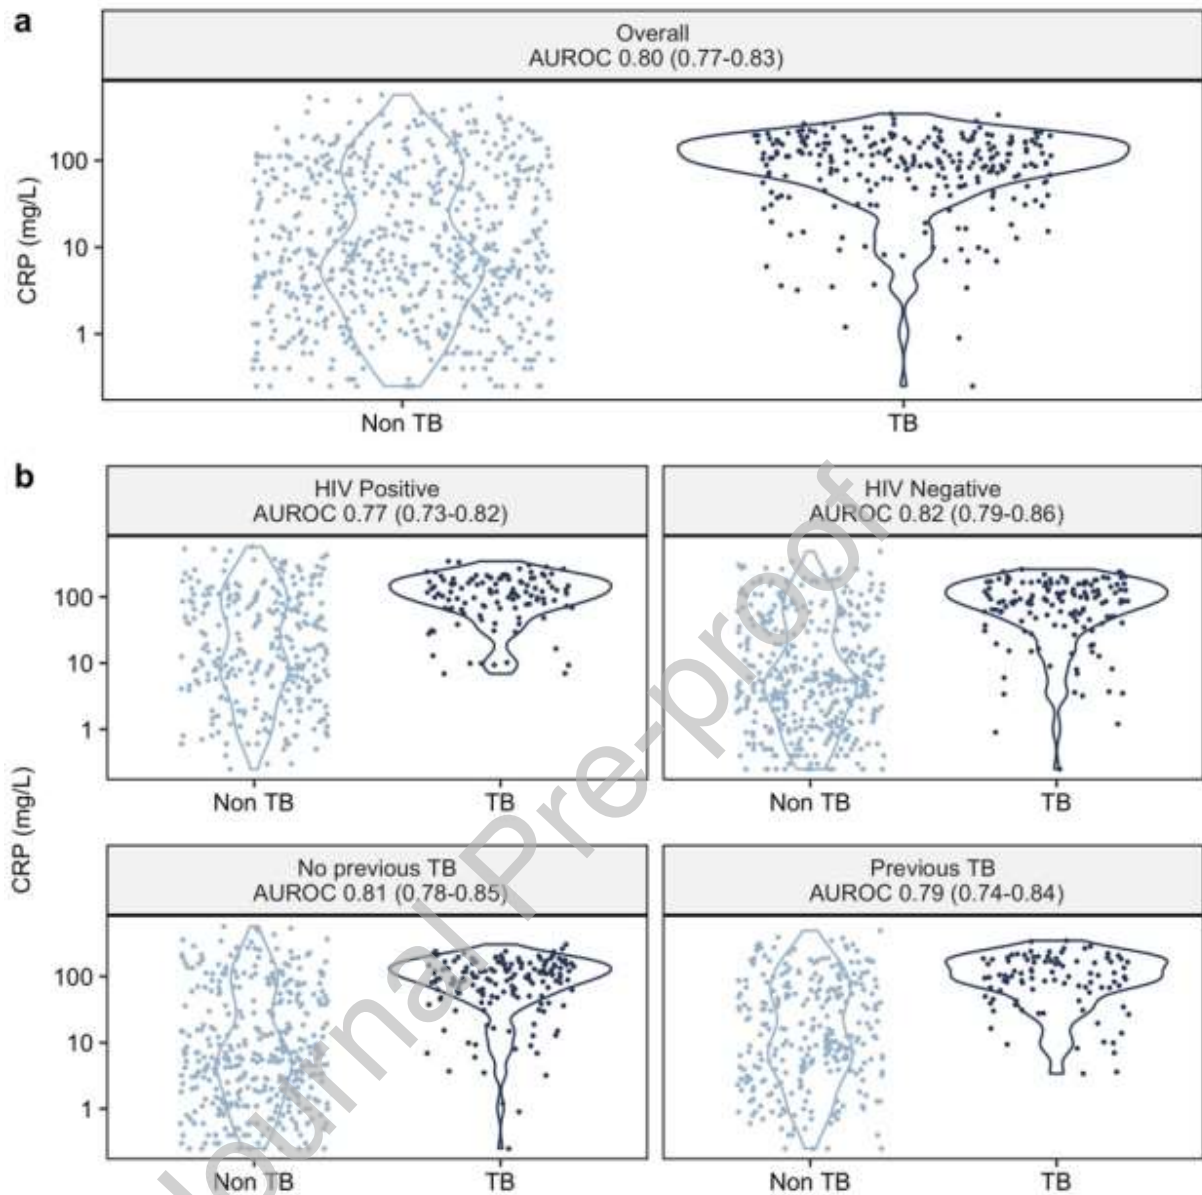 a
Overall
AUROC 0.80 (0.77-0.83)
CRP (mg/L)
100
10
1
Non TB
TB
b
HIV Positive
AUROC 0.77 (0.73-0.82)
HIV Negative
AUROC 0.82 (0.79-0.86)
CRP (mg/L)
100
10
1
Non TB
TB
Non TB
TB
No previous TB
AUROC 0.81 (0.78-0.85)
Previous TB
AUROC 0.79 (0.74-0.84)
100
10
1
Non TB
TB
Non TB
TB
Journal Pre-proof